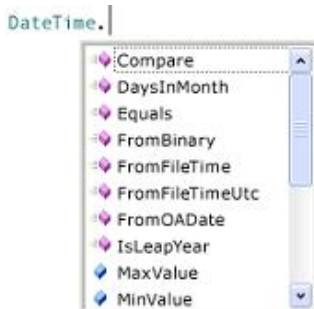 DateTime.
Compare
DaysInMonth
Equals
FromBinary
FromFileTime
FromFileTimeUtc
FromOADate
IsLeapYear
MaxValue
MinValue